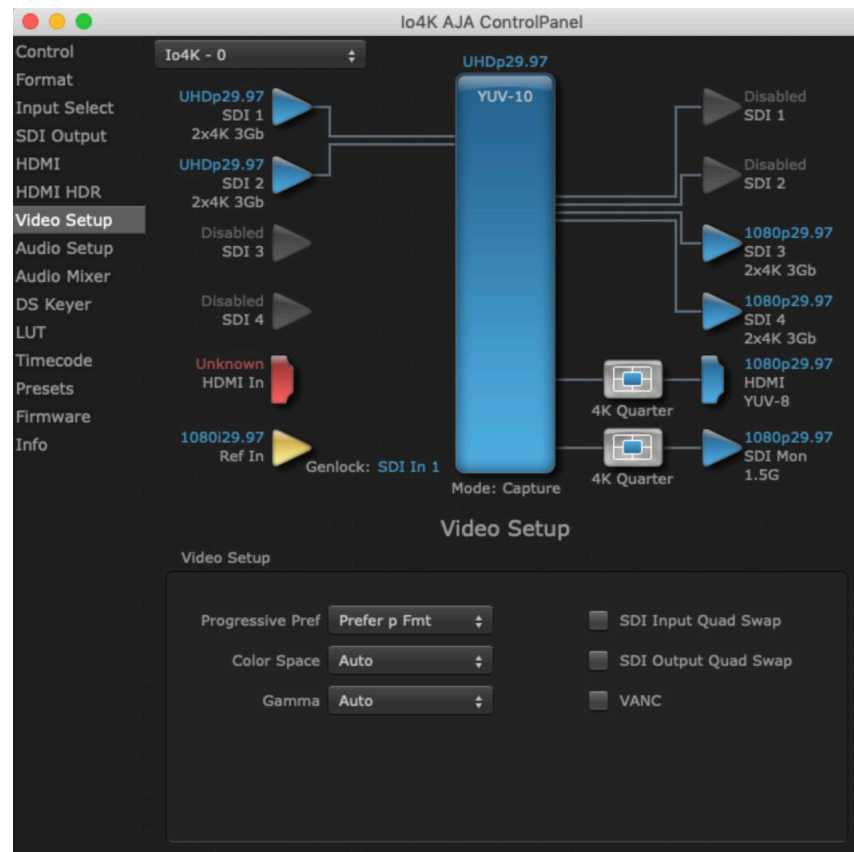 Io4K AJA ControlPanel
Control
Format
Input Select
SDI Output
HDMI
HDMI HDR
Video Setup
Audio Setup
Audio Mixer
DS Keyer
LUT
Timecode
Presets
Firmware
Info
Io4K - 0
UHDp29.97
YUV-10
UHDp29.97
SDI 1
2x4K 3Gb
UHDp29.97
SDI 2
2x4K 3Gb
Disabled
SDI 3
Disabled
SDI 4
Unknown
HDMI In
1080i29.97
Ref In
Genlock: SDI In 1
Mode: Capture
Disabled
SDI 1
Disabled
SDI 2
1080p29.97
SDI 3
2x4K 3Gb
1080p29.97
SDI 4
2x4K 3Gb
4K Quarter
1080p29.97
HDMI
YUV-8
4K Quarter
1080p29.97
SDI Mon
1.5G
Video Setup
Video Setup
Progressive Pref Prefer p Fmt
Color Space Auto
Gamma Auto
SDI Input Quad Swap
SDI Output Quad Swap
VANC